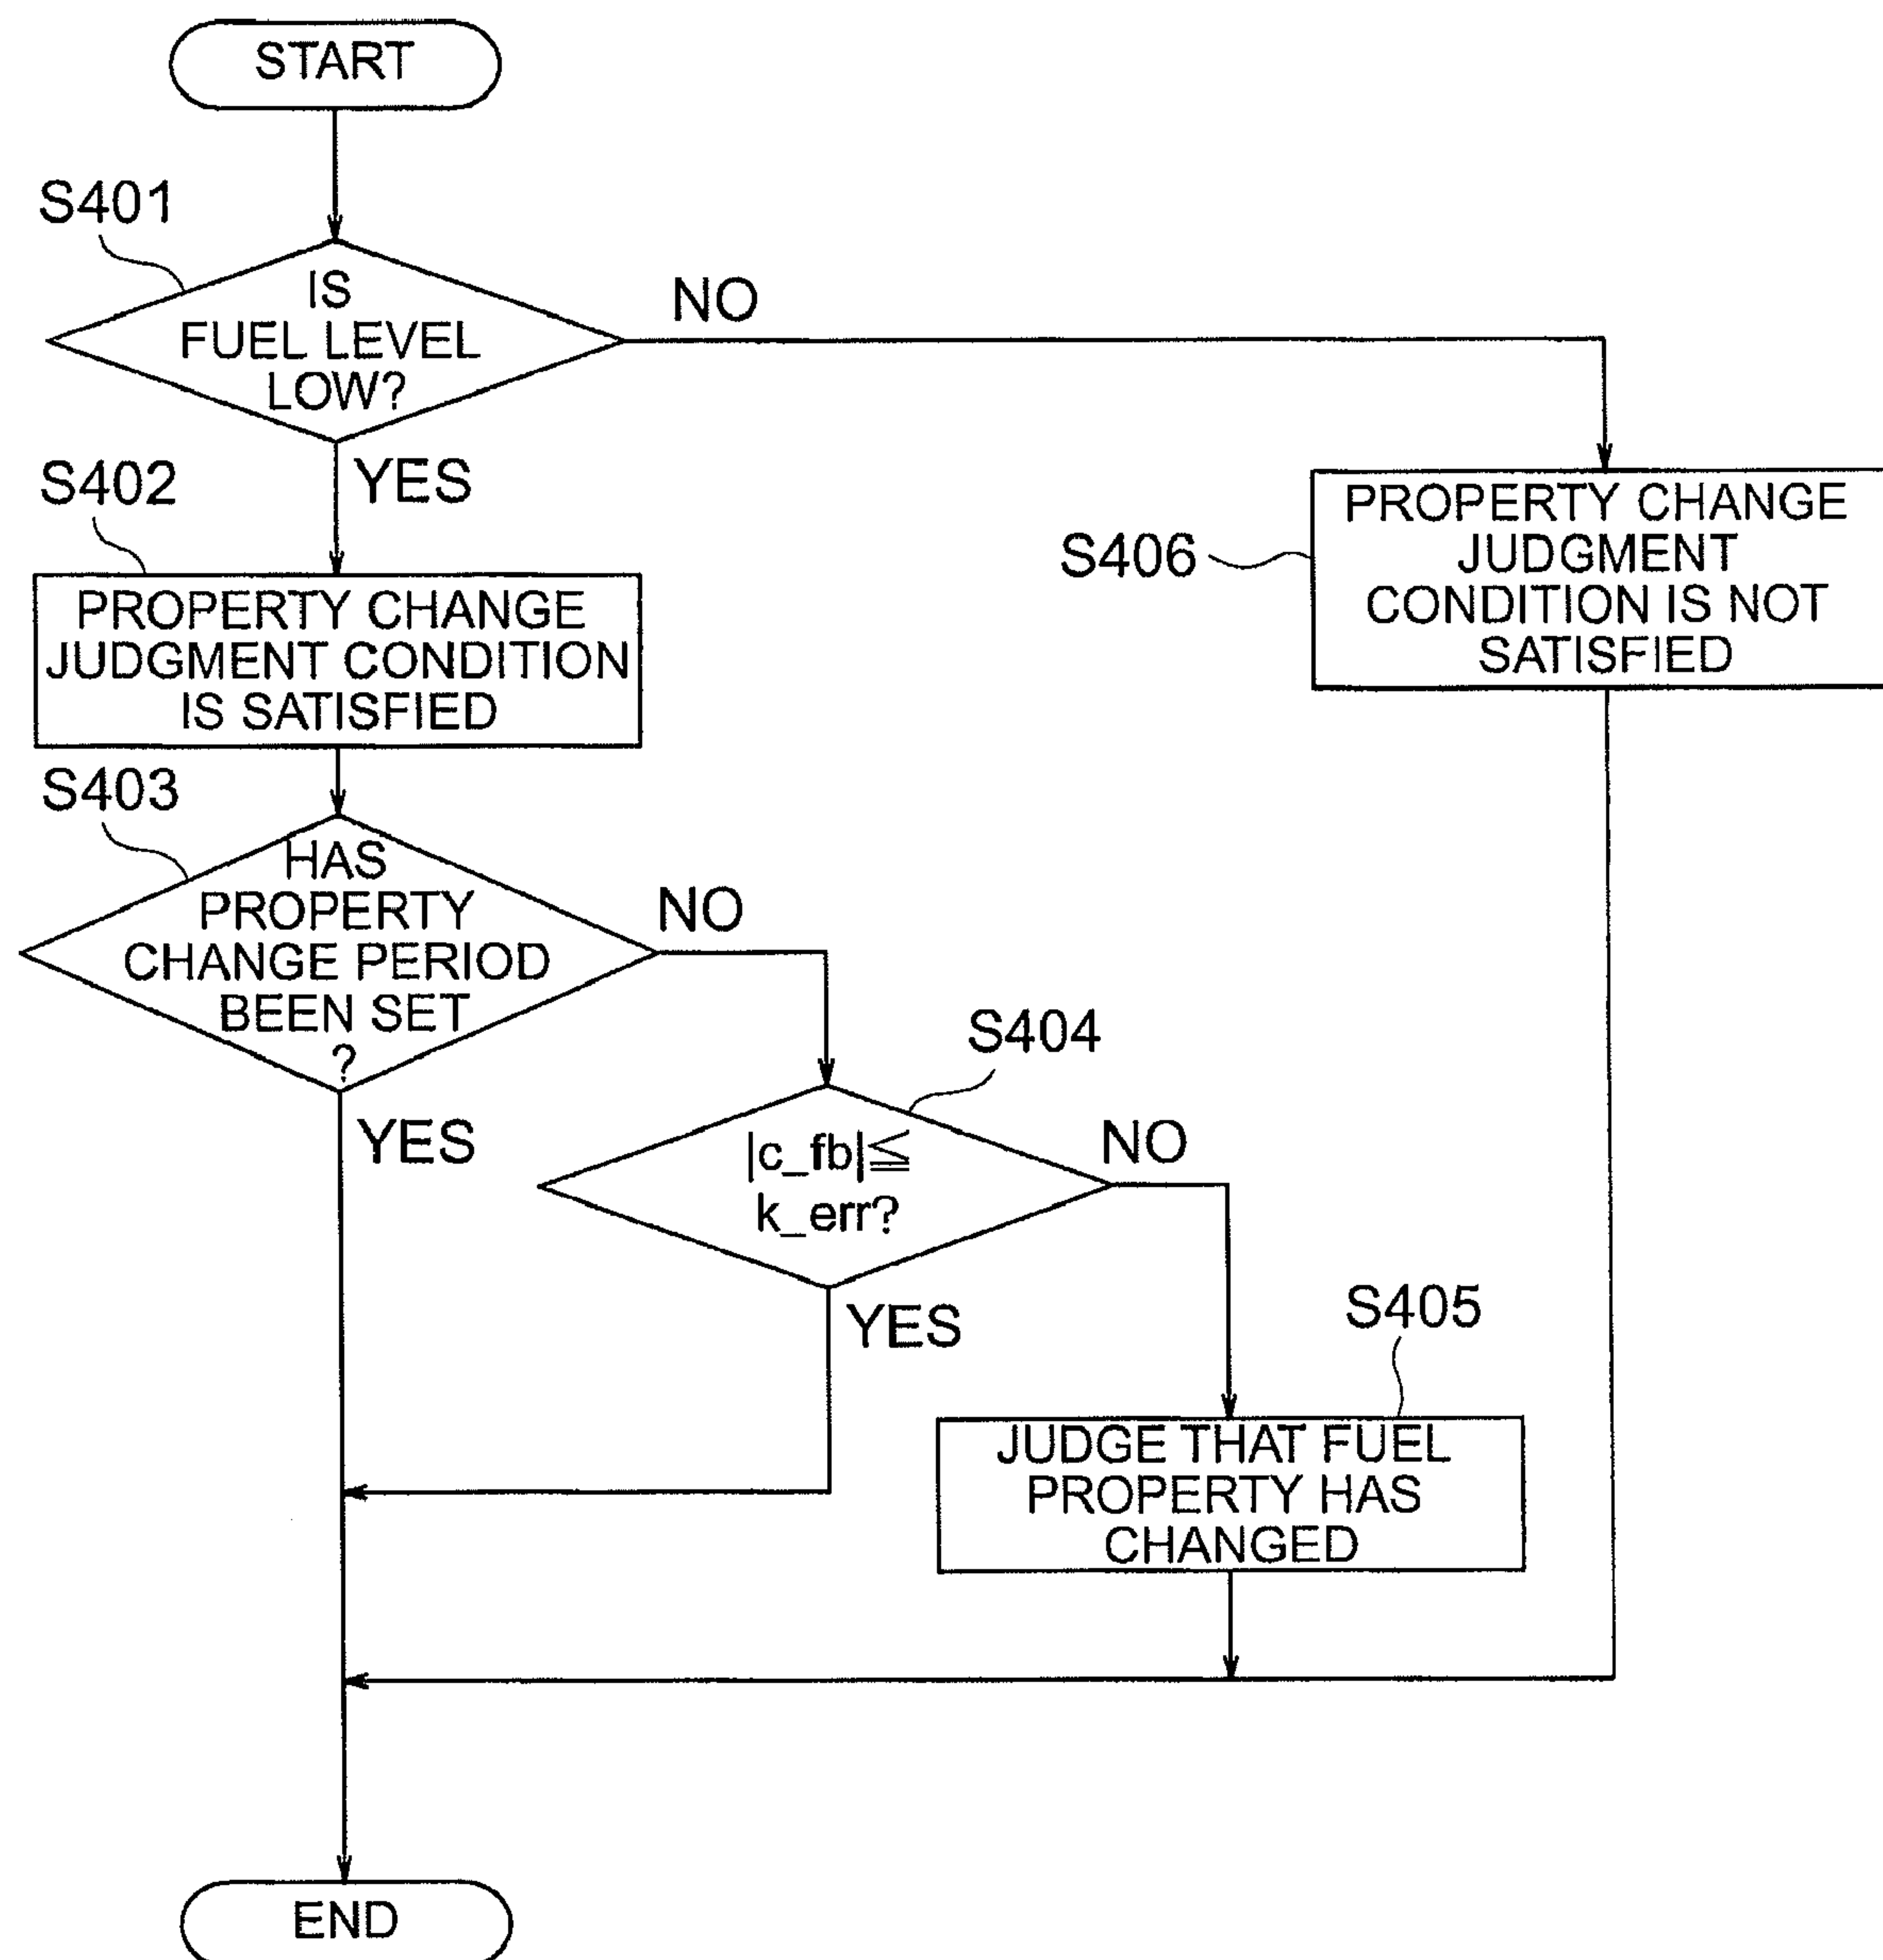 START
S401
IS
FUEL LEVEL
LOW?
NO
YES
S402
PROPERTY CHANGE
JUDGMENT CONDITION
IS SATISFIED
S406
PROPERTY CHANGE
JUDGMENT
CONDITION IS NOT
SATISFIED
S403
HAS
PROPERTY
CHANGE PERIOD
BEEN SET
?
NO
YES
S404
|c_fb|≦
k_err?
NO
YES
S405
JUDGE THAT FUEL
PROPERTY HAS
CHANGED
END